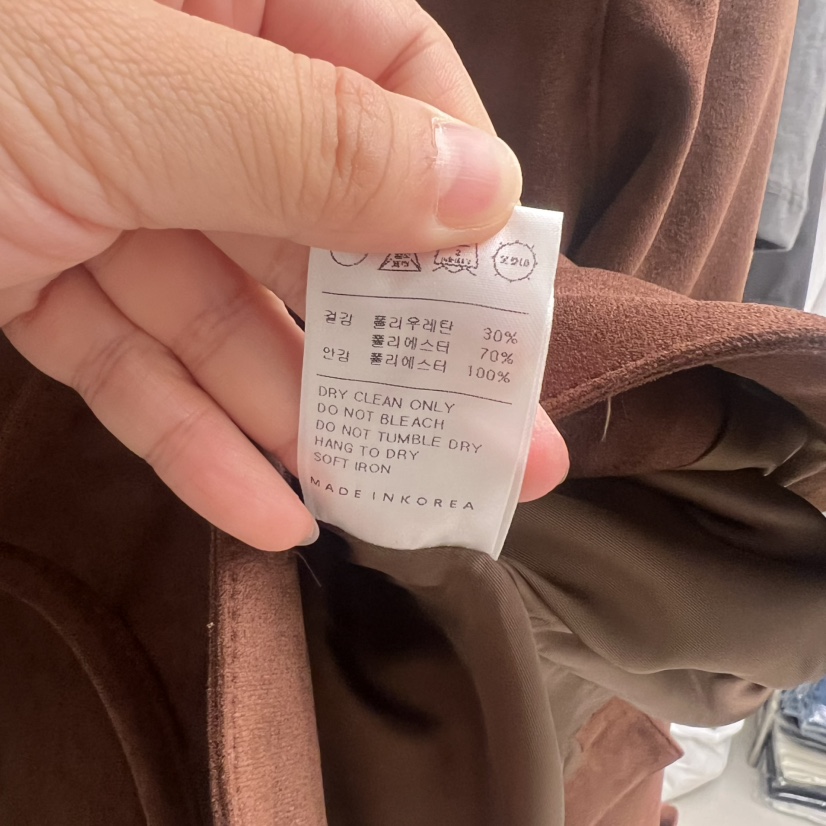 겉감 폴리우레탄 30%
폴리에스터 70%
안감 폴리에스터 100%
DRY CLEAN ONLY
DO NOT BLEACH
DO NOT TUMBLE DRY
HANG TO DRY
SOFT IRON
MADE IN KOREA